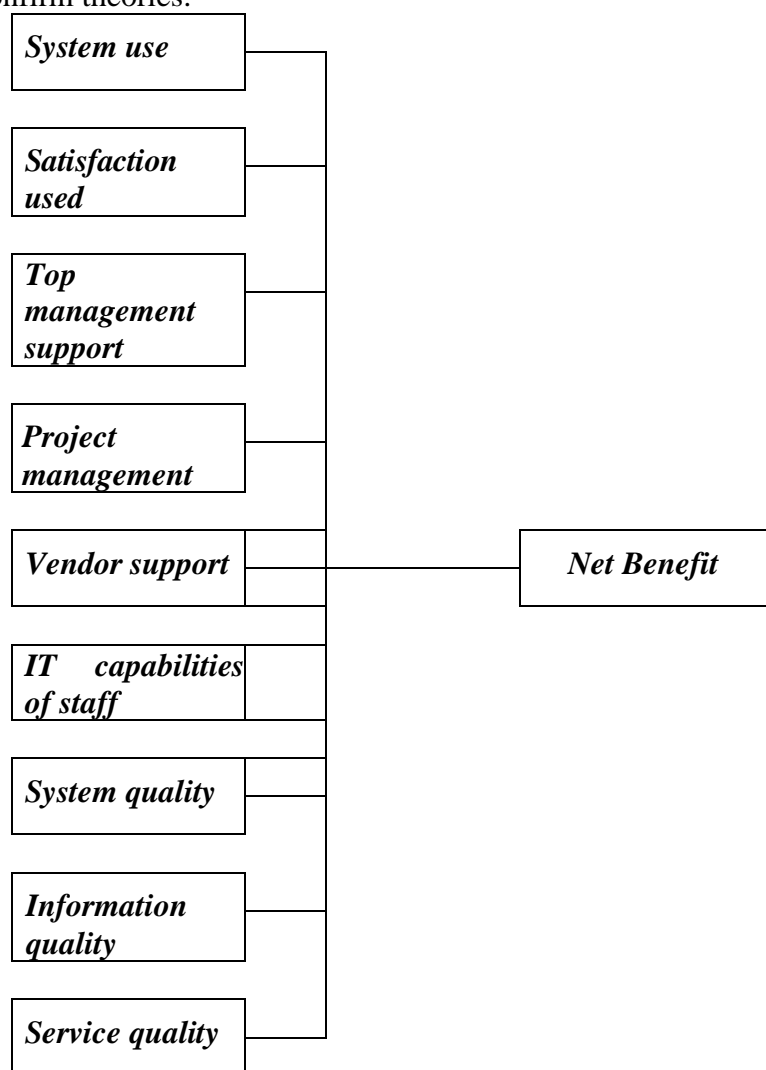 theories.
System use
Satisfaction
used
Top
management
support
Project
management
Vendor support
Net Benefit
IT capabilities
of staff
System quality
Information
quality
Service quality